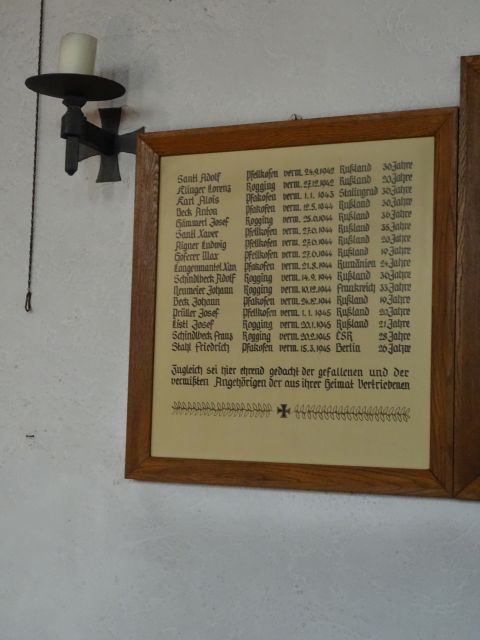 Santl Adolf Pfellkofen verm. 24.9.1942 Rußland 30 Jahre
Klinger Lorenz Rogging verm. 27.12.1942 Rußland 20 Jahre
Karl Alois Pfakofen verm. 1.1.1943 Stalingrad 30 Jahre
Beck Anton Pfakofen verm. 12.5.1944 Rußland 30 Jahre
Hämmerl Josef Rogging verm. 25.6.1944 Rußland 36 Jahre
Santl Xaver Pfellkofen verm. 27.6.1944 Rußland 35 Jahre
Aigner Ludwig Pfellkofen verm. 27.6.1944 Rußland 20 Jahre
Hoferer Max Pfellkofen verm. 27.6.1944 Rußland 19 Jahre
Langenmantel Xav. Pfakofen verm. 21.8.1944 Rumänien 24 Jahre
Schindlbeck Adolf Rogging verm. 14.9.1944 Rußland 30 Jahre
Neumeier Johann Rogging verm. 10.12.1944 Frankreich 33 Jahre
Beck Johann Pfakofen verm. 24.12.1944 Rußland 19 Jahre
Prüller Josef Pfellkofen verm. 1.1.1945 Rußland 20 Jahre
Listl Josef Rogging verm. 20.1.1945 Rußland 21 Jahre
Schindlbeck Franz Rogging verm. 20.2.1945 ČSR 28 Jahre
Stahl Friedrich Pfakofen verm. 15.3.1945 Berlin 26 Jahre
Zugleich sei hier ehrend gedacht der gefallenen und der
vermißten Angehörigen der aus ihrer Heimat Vertriebenen